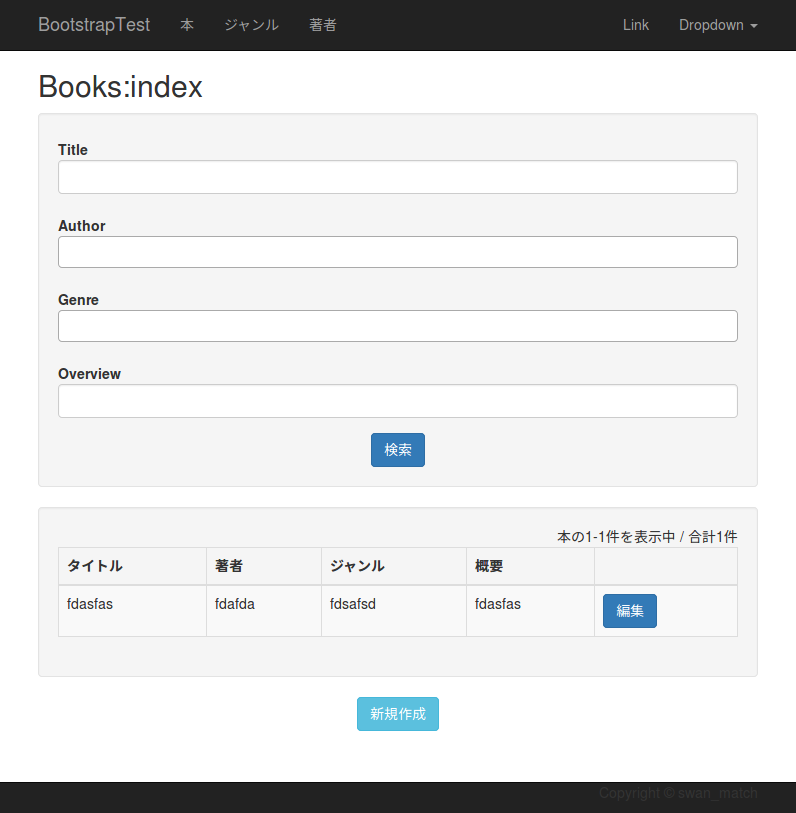 BootstrapTest 本 ジャンル 著者 Link Dropdown
Books:index
Title
Author
Genre
Overview
検索
本の1-1件を表示中 / 合計1件
タイトル 著者 ジャンル 概要
fdasfas fdafda fdsafsd fdasfas 編集
新規作成
Copyright © swan_match